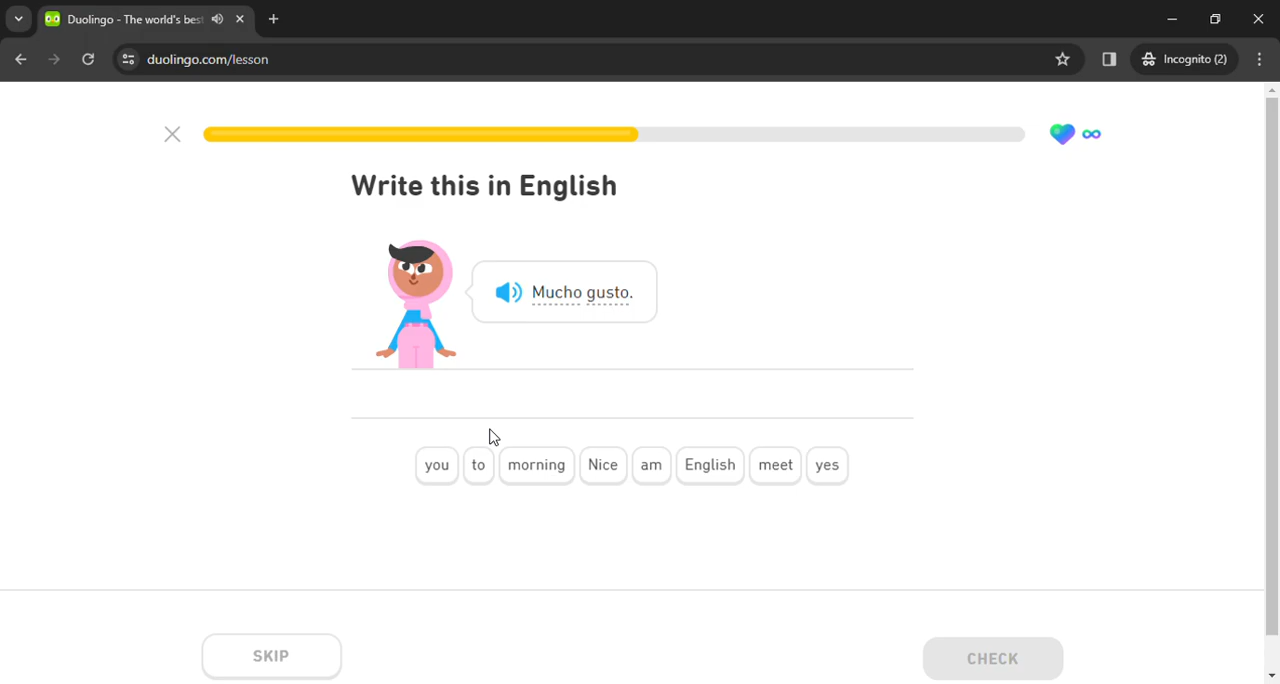 Duolingo - The world's bes
duolingo.com/lesson
Incognito (2)
Write this in English
Mucho gusto.
you to morning Nice am English meet yes
SKIP
CHECK